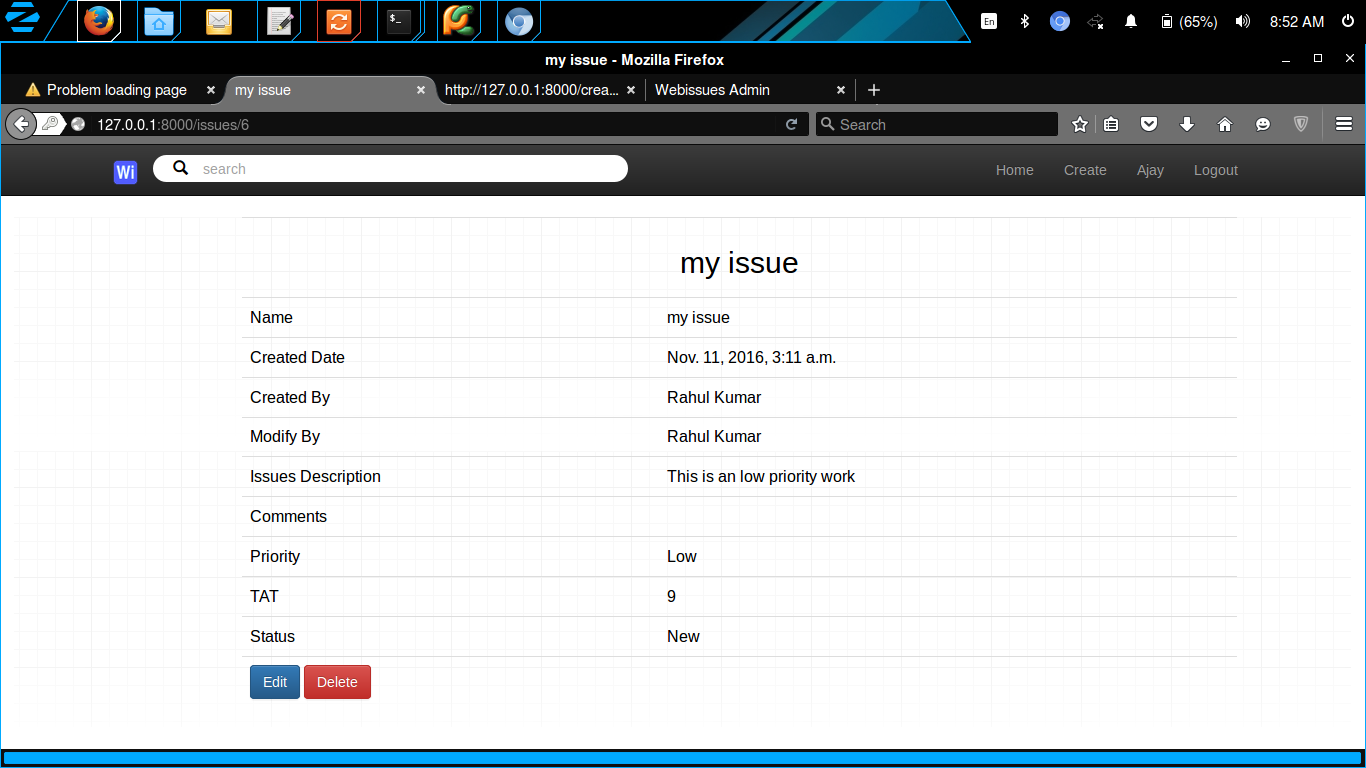 En (65%) 8:52 AM
my issue - Mozilla Firefox
Problem loading page my issue http://127.0.0.1:8000/crea... Webissues Admin
127.0.0.1:8000/issues/6 Search
Wi search Home Create Ajay Logout
my issue
Name my issue
Created Date Nov. 11, 2016, 3:11 a.m.
Created By Rahul Kumar
Modify By Rahul Kumar
Issues Description This is an low priority work
Comments
Priority Low
TAT 9
Status New
Edit Delete